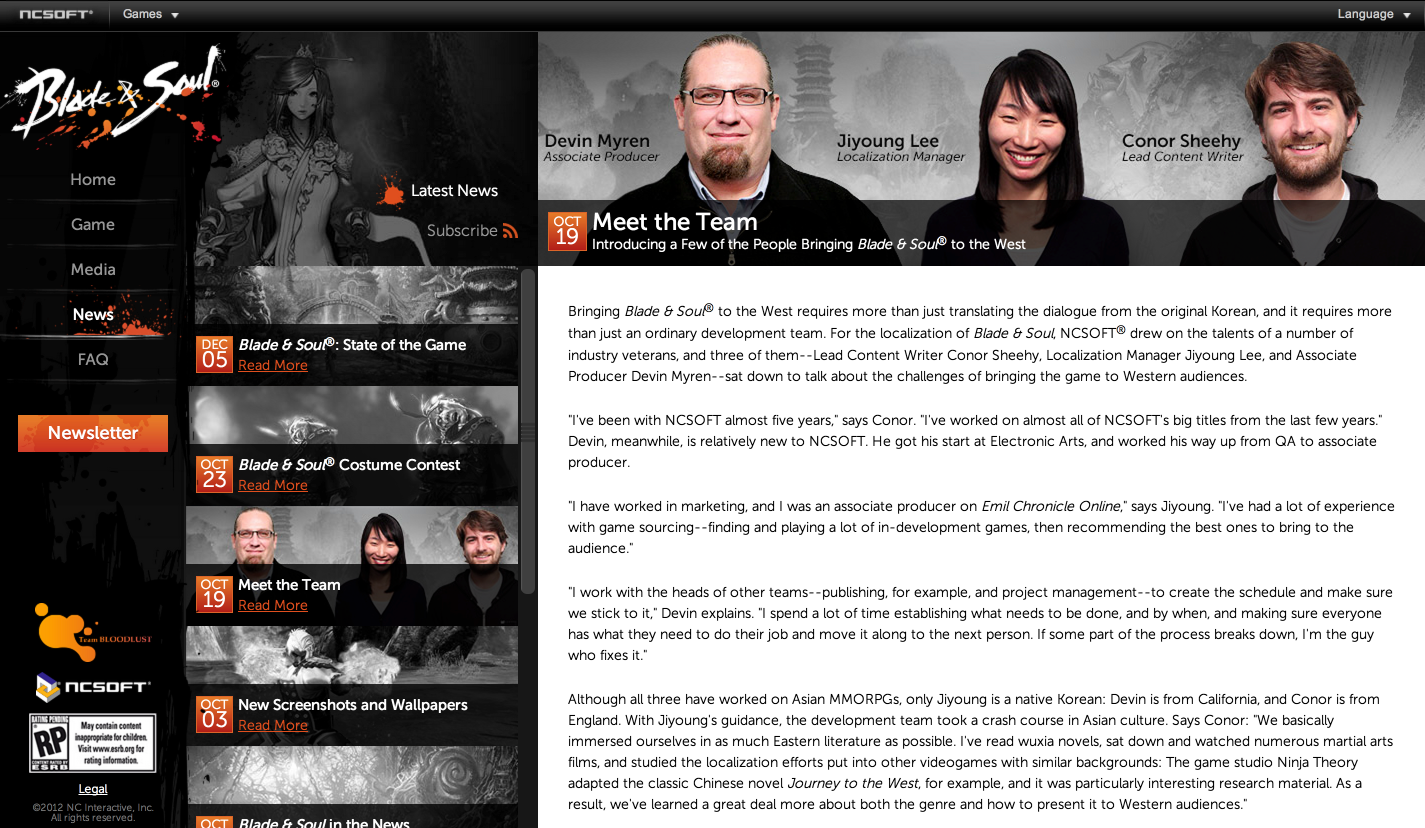 NCSOFT®
Games
Language
Blade & Soul®
Home
Game
Media
News
FAQ
Newsletter
Team BLOODLUST
NCSOFT®
RATING PENDING
RP
CONTENT RATED BY
ESRB
May contain content
inappropriate for children.
Visit www.esrb.org for
rating information.
Legal
©2012 NC Interactive, Inc.
All rights reserved.
Latest News
Subscribe
DEC
05
Blade & Soul®: State of the Game
Read More
OCT
23
Blade & Soul® Costume Contest
Read More
OCT
19
Meet the Team
Read More
OCT
03
New Screenshots and Wallpapers
Read More
OCT
Blade & Soul in the News
Devin Myren
Associate Producer
Jiyoung Lee
Localization Manager
Conor Sheehy
Lead Content Writer
OCT
19
Meet the Team
Introducing a Few of the People Bringing Blade & Soul® to the West
Bringing Blade & Soul® to the West requires more than just translating the dialogue from the original Korean, and it requires more
than just an ordinary development team. For the localization of Blade & Soul, NCSOFT® drew on the talents of a number of
industry veterans, and three of them--Lead Content Writer Conor Sheehy, Localization Manager Jiyoung Lee, and Associate
Producer Devin Myren--sat down to talk about the challenges of bringing the game to Western audiences.
"I've been with NCSOFT almost five years," says Conor. "I've worked on almost all of NCSOFT's big titles from the last few years."
Devin, meanwhile, is relatively new to NCSOFT. He got his start at Electronic Arts, and worked his way up from QA to associate
producer.
"I have worked in marketing, and I was an associate producer on Emil Chronicle Online," says Jiyoung. "I've had a lot of experience
with game sourcing--finding and playing a lot of in-development games, then recommending the best ones to bring to the
audience."
"I work with the heads of other teams--publishing, for example, and project management--to create the schedule and make sure
we stick to it," Devin explains. "I spend a lot of time establishing what needs to be done, and by when, and making sure everyone
has what they need to do their job and move it along to the next person. If some part of the process breaks down, I'm the guy
who fixes it."
Although all three have worked on Asian MMORPGs, only Jiyoung is a native Korean: Devin is from California, and Conor is from
England. With Jiyoung's guidance, the development team took a crash course in Asian culture. Says Conor: "We basically
immersed ourselves in as much Eastern literature as possible. I've read wuxia novels, sat down and watched numerous martial arts
films, and studied the localization efforts put into other videogames with similar backgrounds: The game studio Ninja Theory
adapted the classic Chinese novel Journey to the West, for example, and it was particularly interesting research material. As a
result, we've learned a great deal more about both the genre and how to present it to Western audiences."